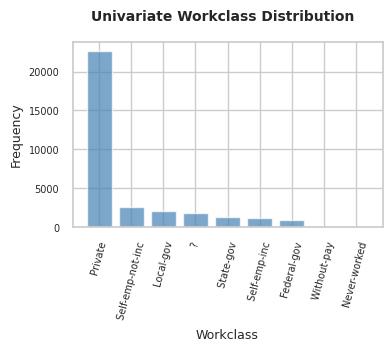 Univariate Workclass Distribution
Frequency
20000
15000
10000
5000
0
Private
Self-emp-not-inc
Local-gov
?
State-gov
Self-emp-inc
Federal-gov
Without-pay
Never-worked
Workclass